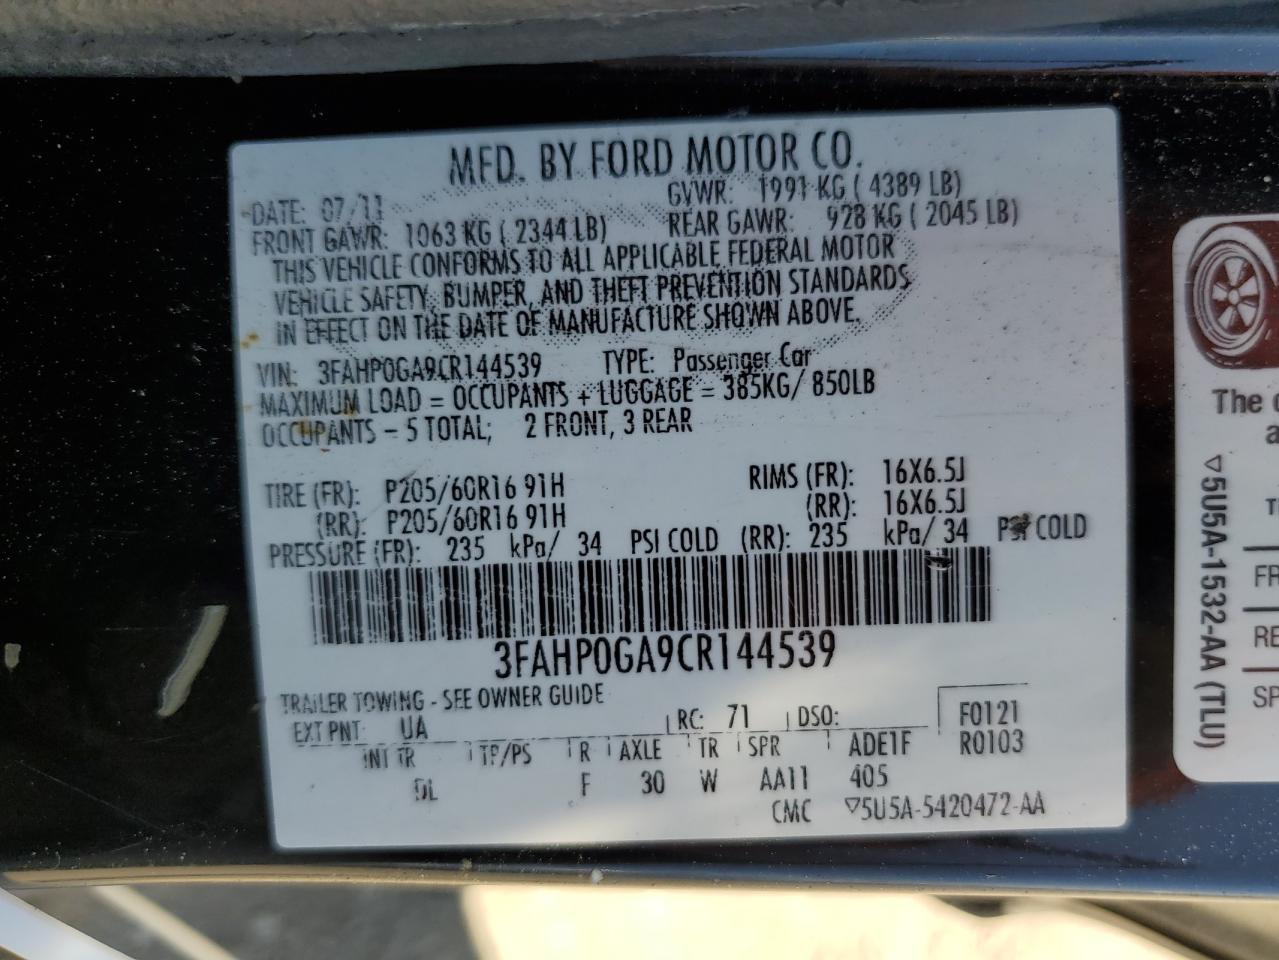 MFD. BY FORD MOTOR CO.
DATE: 07/11 GVWR: 1991 KG ( 4389 LB)
FRONT GAWR: 1063 KG ( 2344 LB) REAR GAWR: 928 KG ( 2045 LB)
THIS VEHICLE CONFORMS TO ALL APPLICABLE FEDERAL MOTOR
VEHICLE SAFETY, BUMPER, AND THEFT PREVENTION STANDARDS
IN EFFECT ON THE DATE OF MANUFACTURE SHOWN ABOVE.
VIN: 3FAHP0GA9CR144539 TYPE: Passenger Car
MAXIMUM LOAD = OCCUPANTS + LUGGAGE = 385KG/ 850LB
OCCUPANTS - 5 TOTAL; 2 FRONT, 3 REAR
TIRE (FR): P205/60R16 91H RIMS (FR): 16X6.5J
(RR): P205/60R16 91H (RR): 16X6.5J
PRESSURE (FR): 235 kPa/ 34 PSI COLD (RR): 235 kPa/ 34 PSI COLD
3FAHP0GA9CR144539
TRAILER TOWING - SEE OWNER GUIDE
EXT PNT: UA RC: 71 DSO: F0121
INT TR TP/PS R AXLE TR SPR ADE1F R0103
DL F 30 W AA11 405
CMC ▽5U5A-5420472-AA
The
a
T
FR
RE
SP
▽5U5A-1532-AA (TLU)